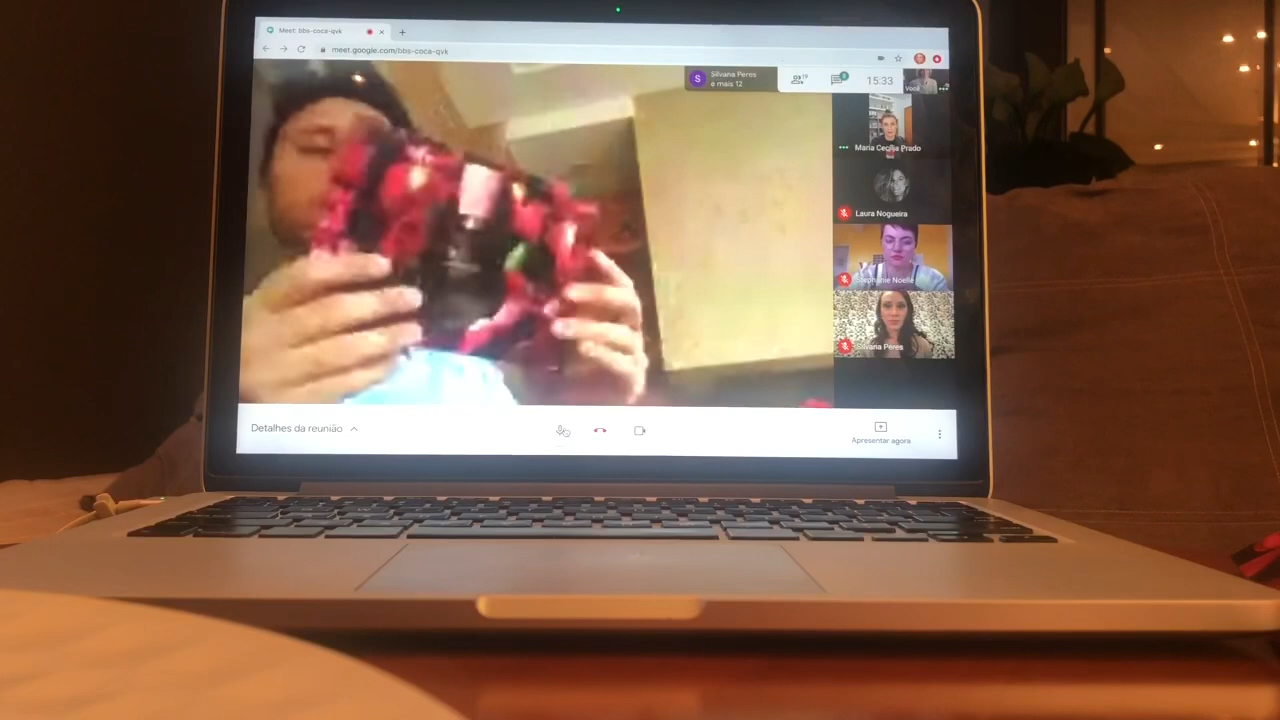 Meet: bbs-coca-qvk
meet.google.com/bbs-coca-qvk
S
Silvana Peres
e mais 12
19
15:33
Você
Maria Cecília Prado
Laura Nogueira
Stephanie Noelle
Silvana Peres
Detalhes da reunião
Apresentar agora